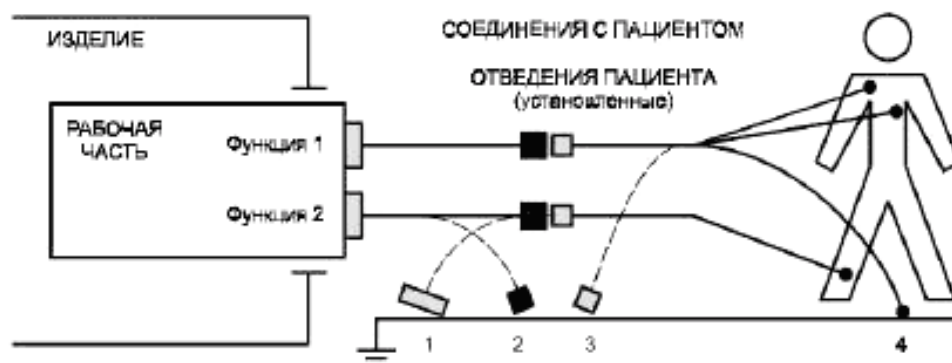 ИЗДЕЛИЕ
СОЕДИНЕНИЯ С ПАЦИЕНТОМ
ОТВЕДЕНИЯ ПАЦИЕНТА
(установленные)
РАБОЧАЯ
ЧАСТЬ
Функция 1
Функция 2
1 2 3 4